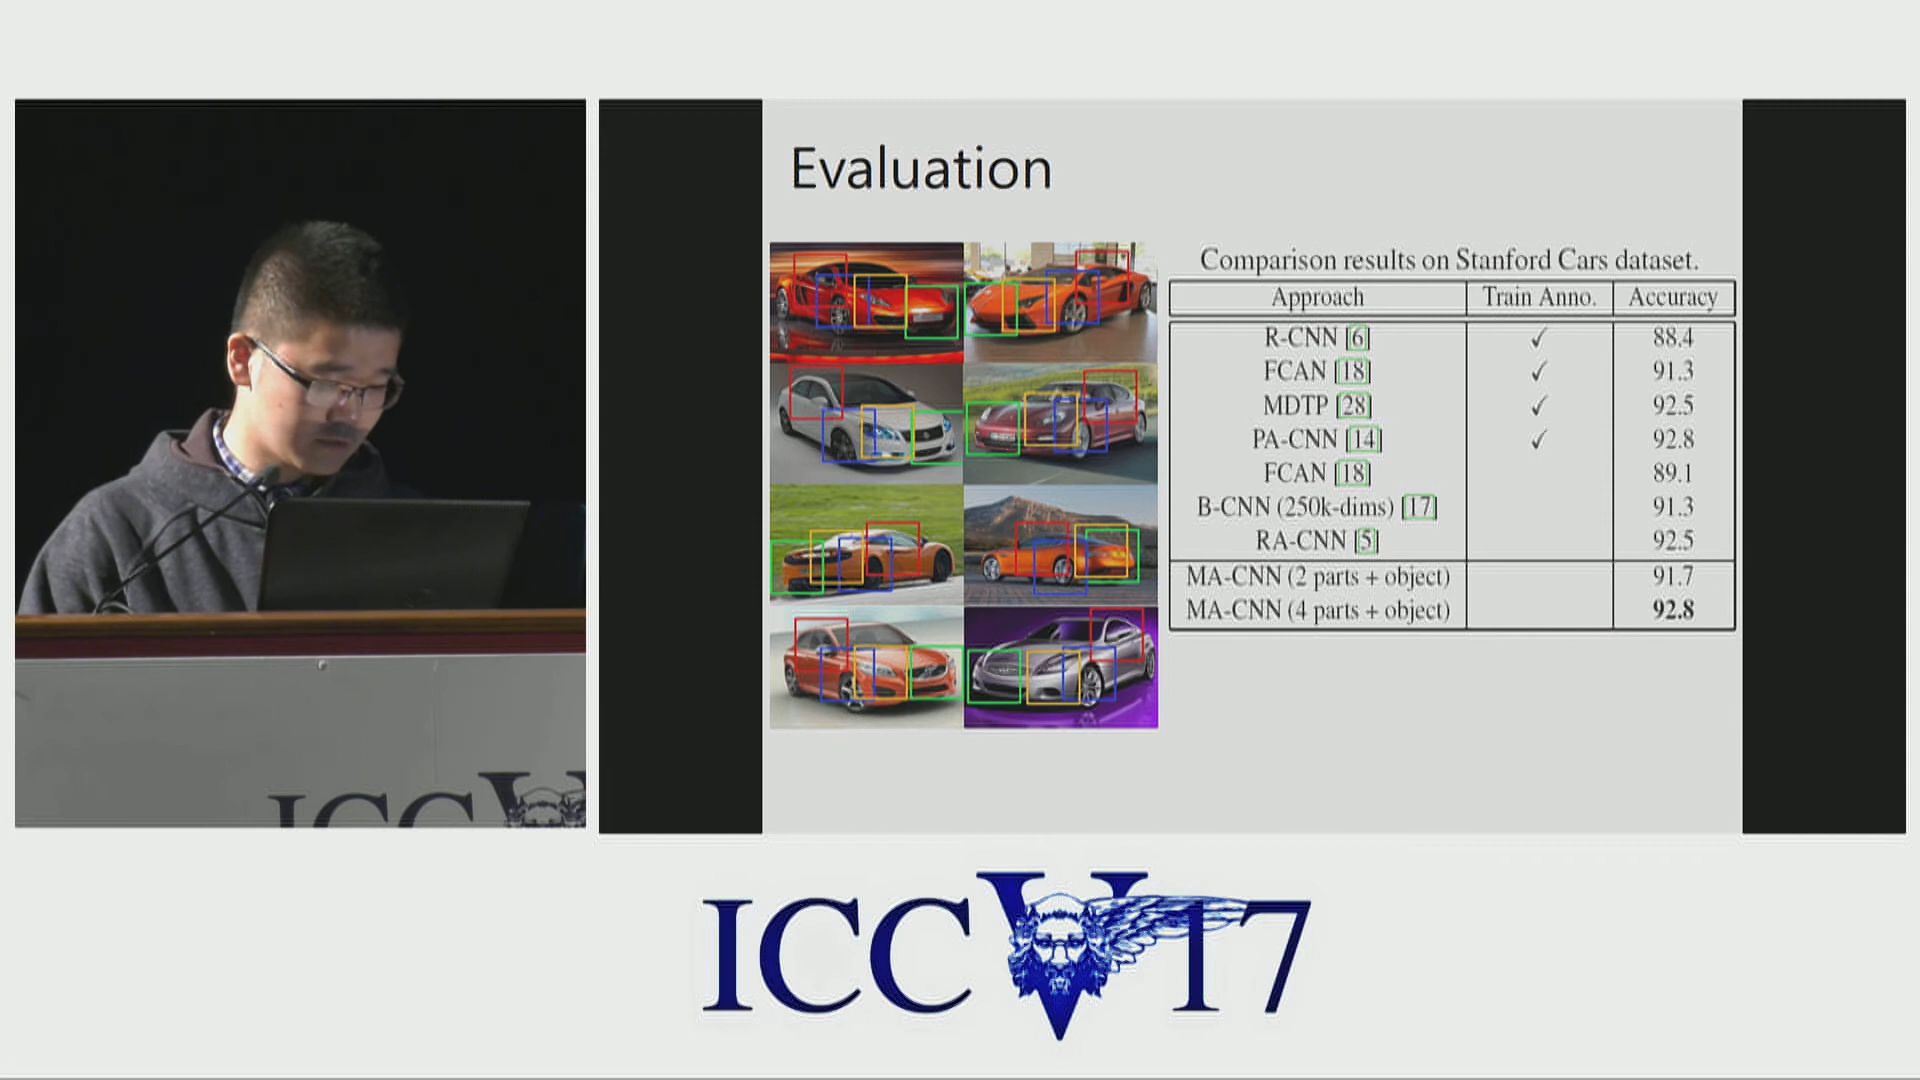 Evaluation
Comparison results on Stanford Cars dataset.
Approach Train Anno. Accuracy
R-CNN [6] ✓ 88.4
FCAN [18] ✓ 91.3
MDTP [28] ✓ 92.5
PA-CNN [14] ✓ 92.8
FCAN [18] 89.1
B-CNN (250k-dims) [17] 91.3
RA-CNN [5] 92.5
MA-CNN (2 parts + object) 91.7
MA-CNN (4 parts + object) 92.8
ICCV
ICCV17